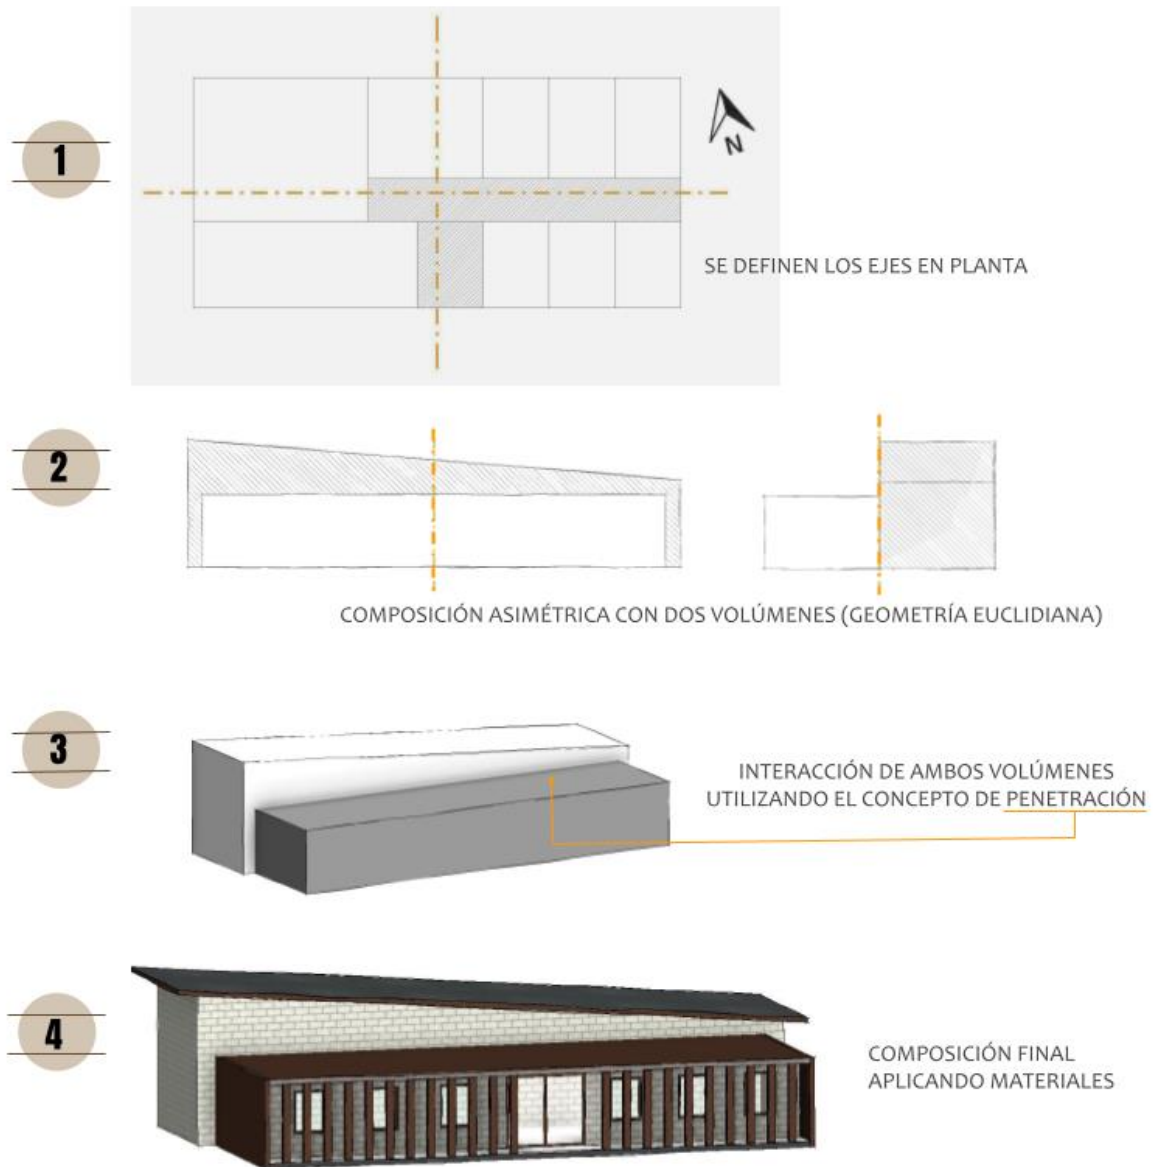 1
N
SE DEFINEN LOS EJES EN PLANTA
2
COMPOSICIÓN ASIMÉTRICA CON DOS VOLÚMENES (GEOMETRÍA EUCLIDIANA)
3
INTERACCIÓN DE AMBOS VOLÚMENES
UTILIZANDO EL CONCEPTO DE PENETRACIÓN
4
COMPOSICIÓN FINAL
APLICANDO MATERIALES